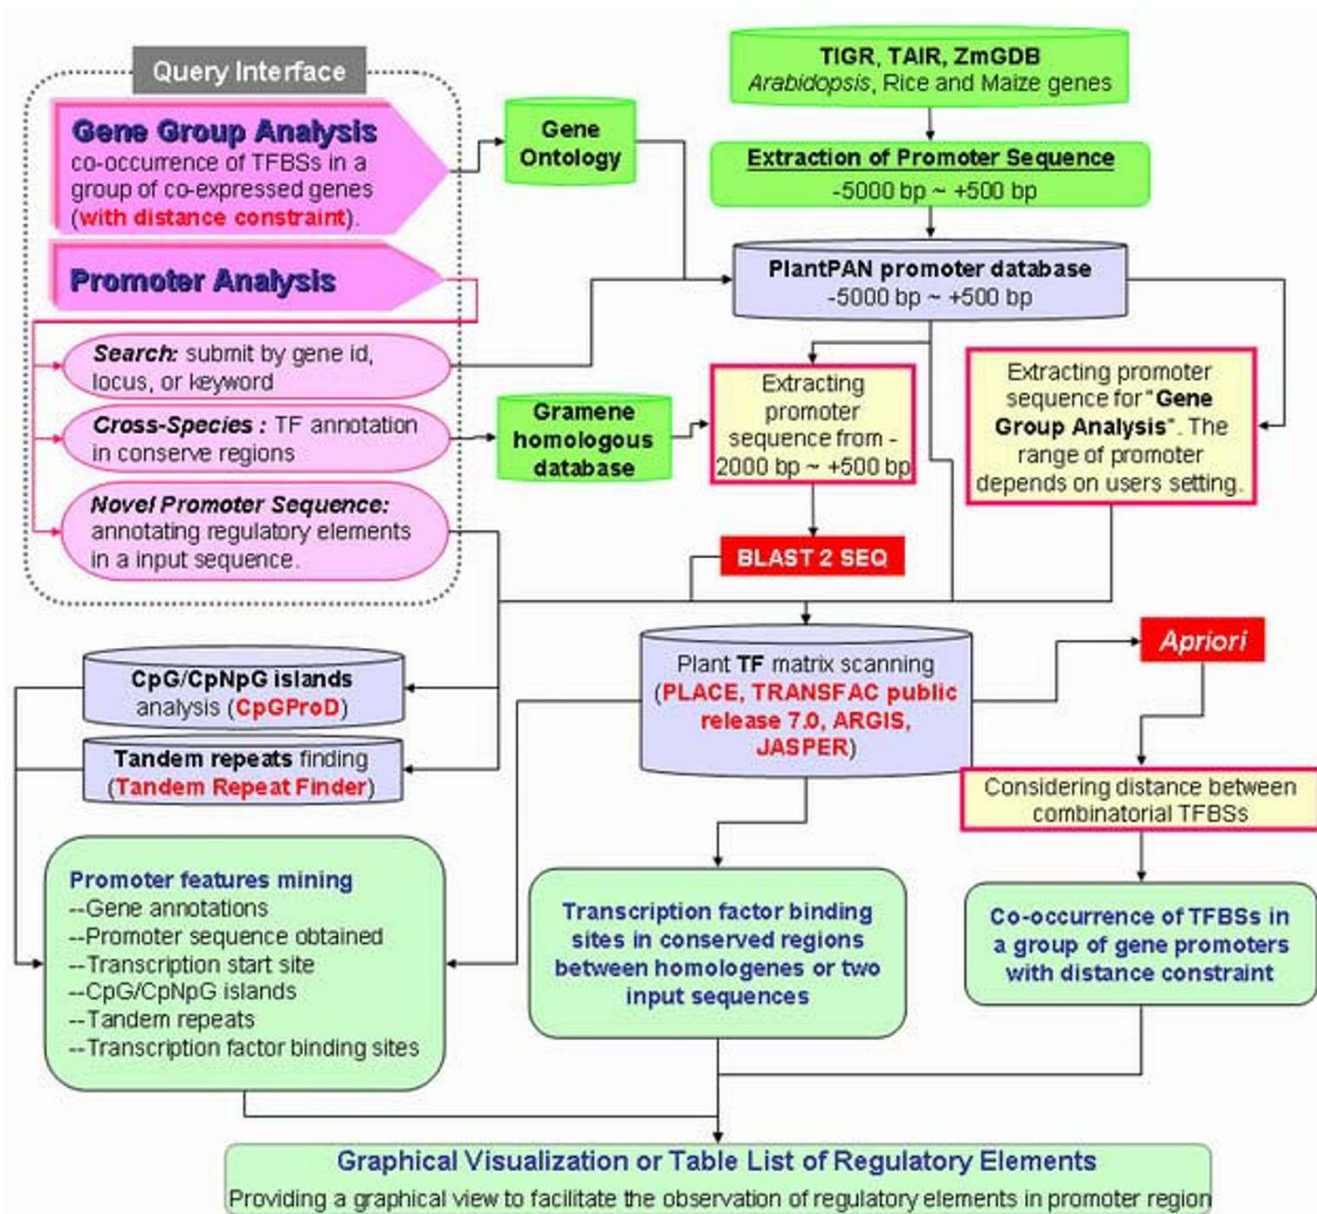 Query Interface
Gene Group Analysis
co-occurrence of TFBSs in a
group of co-expressed genes
(with distance constraint).
Promoter Analysis
Search: submit by gene id,
locus, or keyword
Cross-Species : TF annotation
in conserve regions
Novel Promoter Sequence:
annotating regulatory elements
in a input sequence.
Gene
Ontology
Gramene
homologous
database
TIGR, TAIR, ZmGDB
Arabidopsis, Rice and Maize genes
Extraction of Promoter Sequence
-5000 bp ~ +500 bp
PlantPAN promoter database
-5000 bp ~ +500 bp
Extracting
promoter
sequence from -
2000 bp ~ +500 bp
Extracting promoter
sequence for "Gene
Group Analysis". The
range of promoter
depends on users setting.
BLAST 2 SEQ
CpG/CpNpG islands
analysis (CpGProD)
Tandem repeats finding
(Tandem Repeat Finder)
Plant TF matrix scanning
(PLACE, TRANSFAC public
release 7.0, ARGIS,
JASPER)
Apriori
Considering distance between
combinatorial TFBSs
Promoter features mining
--Gene annotations
--Promoter sequence obtained
--Transcription start site
--CpG/CpNpG islands
--Tandem repeats
--Transcription factor binding sites
Transcription factor binding
sites in conserved regions
between homologenes or two
input sequences
Co-occurrence of TFBSs in
a group of gene promoters
with distance constraint
Graphical Visualization or Table List of Regulatory Elements
Providing a graphical view to facilitate the observation of regulatory elements in promoter region